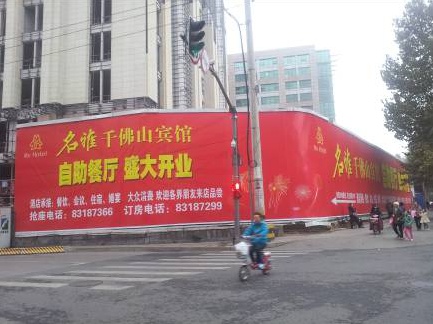 名雅 千佛山宾馆
自助餐厅 盛大开业
酒店承接：餐饮、会议、住宿、婚宴 大众消费 欢迎各界朋友来店品尝
抢座电话：83187366 订房电话：83187299
名雅 千佛山宾馆